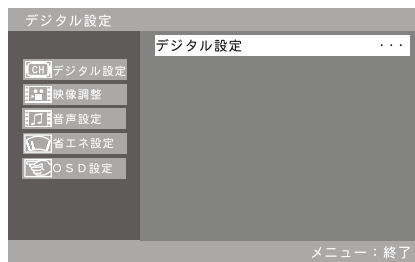 デジタル設定
デジタル設定 ・・・
CH デジタル設定
映像調整
音声設定
省エネ設定
ＯＳＤ設定
メニュー：終了